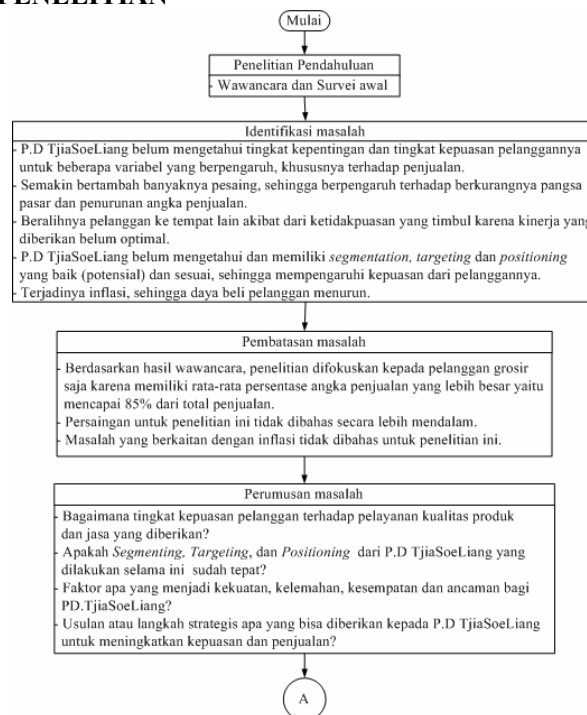 PENELITIAN
Mulai
Penelitian Pendahuluan
- Wawancara dan Survei awal
Identifikasi masalah
- P.D TjiaSoeLiang belum mengetahui tingkat kepentingan dan tingkat kepuasan pelanggannya
untuk beberapa variabel yang berpengaruh, khususnya terhadap penjualan.
- Semakin bertambah banyaknya pesaing, sehingga berpengaruh terhadap berkurangnya pangsa
pasar dan penurunan angka penjualan.
- Beralihnya pelanggan ke tempat lain akibat dari ketidakpuasan yang timbul karena kinerja yang
diberikan belum optimal.
- P.D TjiaSoeLiang belum mengetahui dan memiliki segmentation, targeting dan positioning
yang baik (potensial) dan sesuai, sehingga mempengaruhi kepuasan dari pelanggannya.
- Terjadinya inflasi, sehingga daya beli pelanggan menurun.
Pembatasan masalah
- Berdasarkan hasil wawancara, penelitian difokuskan kepada pelanggan grosir
saja karena memiliki rata-rata persentase angka penjualan yang lebih besar yaitu
mencapai 85% dari total penjualan.
- Persaingan untuk penelitian ini tidak dibahas secara lebih mendalam.
- Masalah yang berkaitan dengan inflasi tidak dibahas untuk penelitian ini.
Perumusan masalah
- Bagaimana tingkat kepuasan pelanggan terhadap pelayanan kualitas produk
dan jasa yang diberikan?
- Apakah Segmenting, Targeting, dan Positioning dari P.D TjiaSoeLiang yang
dilakukan selama ini sudah tepat?
- Faktor apa yang menjadi kekuatan, kelemahan, kesempatan dan ancaman bagi
PD.TjiaSoeLiang?
- Usulan atau langkah strategis apa yang bisa diberikan kepada P.D TjiaSoeLiang
untuk meningkatkan kepuasan dan penjualan?
A